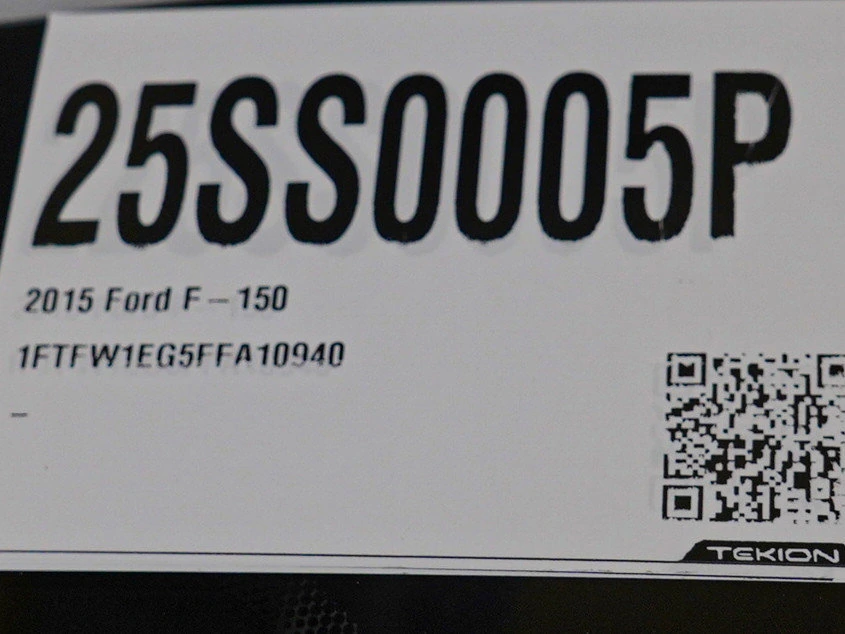 25SS0005P
2015 Ford F-150
1FTFW1EG5FFA10940
-
TEKION